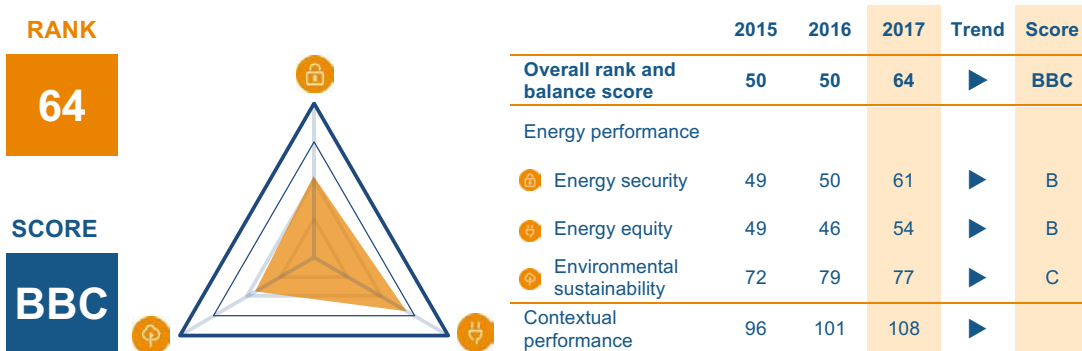 RANK
64
SCORE
BBC
2015 2016 2017 Trend Score
Overall rank and
balance score 50 50 64 BBC
Energy performance
Energy security 49 50 61 B
Energy equity 49 46 54 B
Environmental
sustainability 72 79 77 C
Contextual
performance 96 101 108